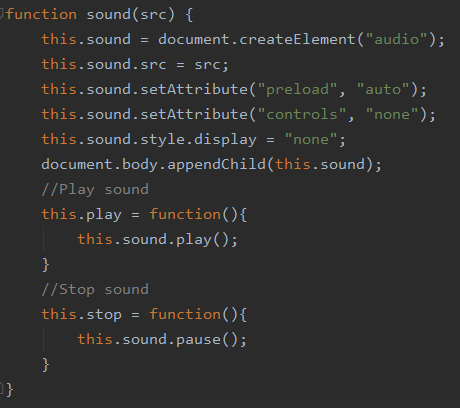 function sound(src) {
    this.sound = document.createElement("audio");
    this.sound.src = src;
    this.sound.setAttribute("preload", "auto");
    this.sound.setAttribute("controls", "none");
    this.sound.style.display = "none";
    document.body.appendChild(this.sound);
    //Play sound
    this.play = function(){
        this.sound.play();
    }
    //Stop sound
    this.stop = function(){
        this.sound.pause();
    }
}